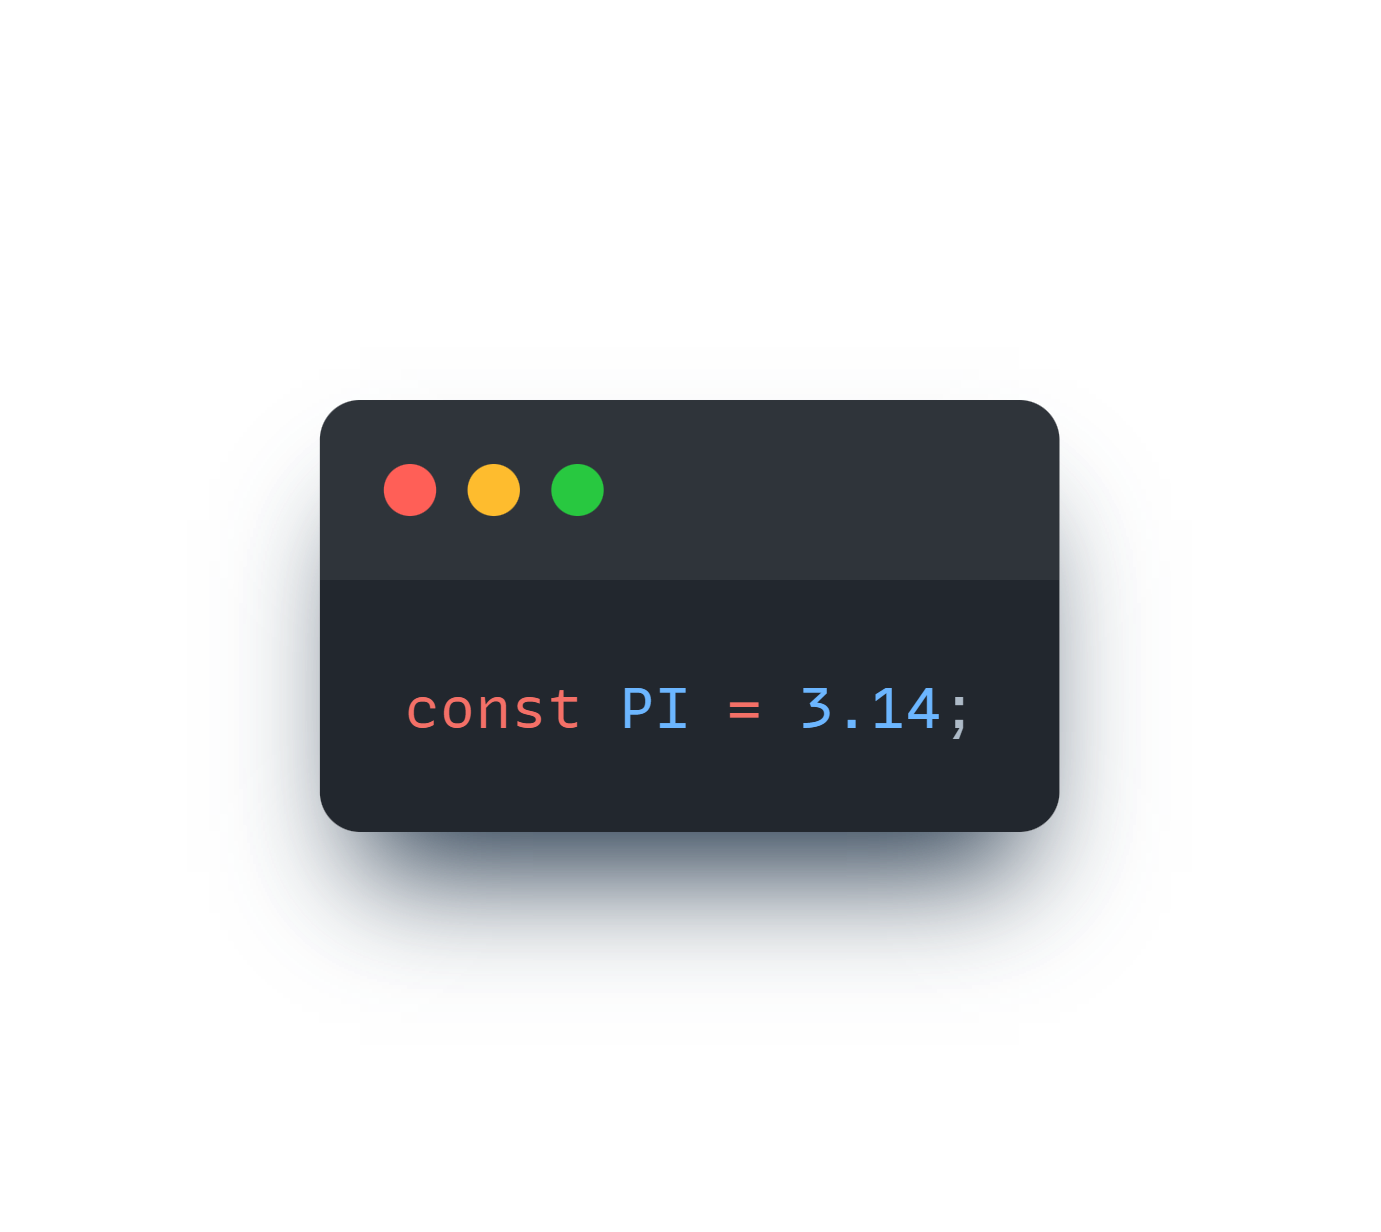 const PI = 3.14;